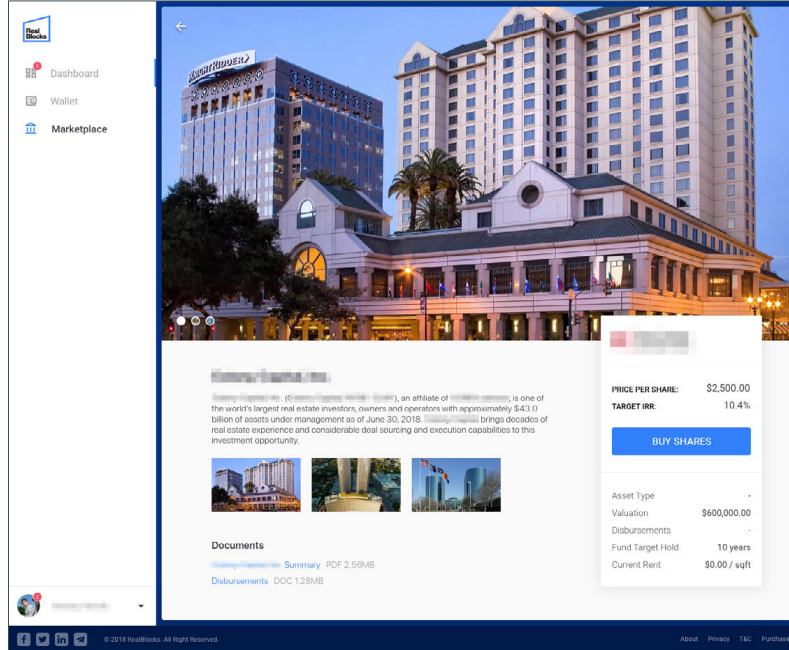 Real
Blocks
Dashboard
Wallet
Marketplace
KNIGHT RIDDER
PRICE PER SHARE: $2,500.00
TARGET IRR: 10.4%
BUY SHARES
), an affiliate of , is one of
the world's largest real estate investors, owners and operators with approximately $43.0
billion of assets under management as of June 30, 2018. brings decades of
real estate experience and considerable deal sourcing and execution capabilities to this
investment opportunity.
Asset Type -
Valuation $600,000.00
Disbursements -
Fund Target Hold 10 years
Current Rent $0.00 / sqft
Documents
Summary PDF 2.56MB
Disbursements DOC 1.28MB
© 2018 RealBlocks. All Right Reserved.
About Privacy T&C Purchase